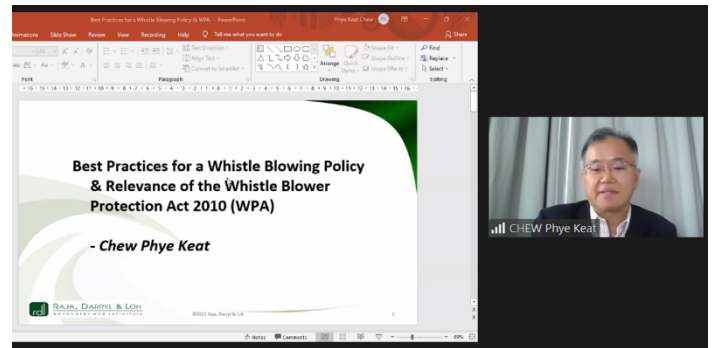 Best Practices for a Whistle Blowing Policy & WPA - PowerPoint
Phye Keat Chew
PC
Animations Slide Show Review View Recording Help Tell me what you want to do
Share
Text Direction
Align Text
Convert to SmartArt
Arrange
Quick Styles
Shape Fill
Shape Outline
Shape Effects
Find
Replace
Select
Font
Paragraph
Drawing
Editing
Best Practices for a Whistle Blowing Policy
& Relevance of the Whistle Blower
Protection Act 2010 (WPA)
- Chew Phye Keat
rdl
RAJA, DARRYL & LOH
advocates and solicitors
1
Notes Comments
69%
CHEW Phye Keat